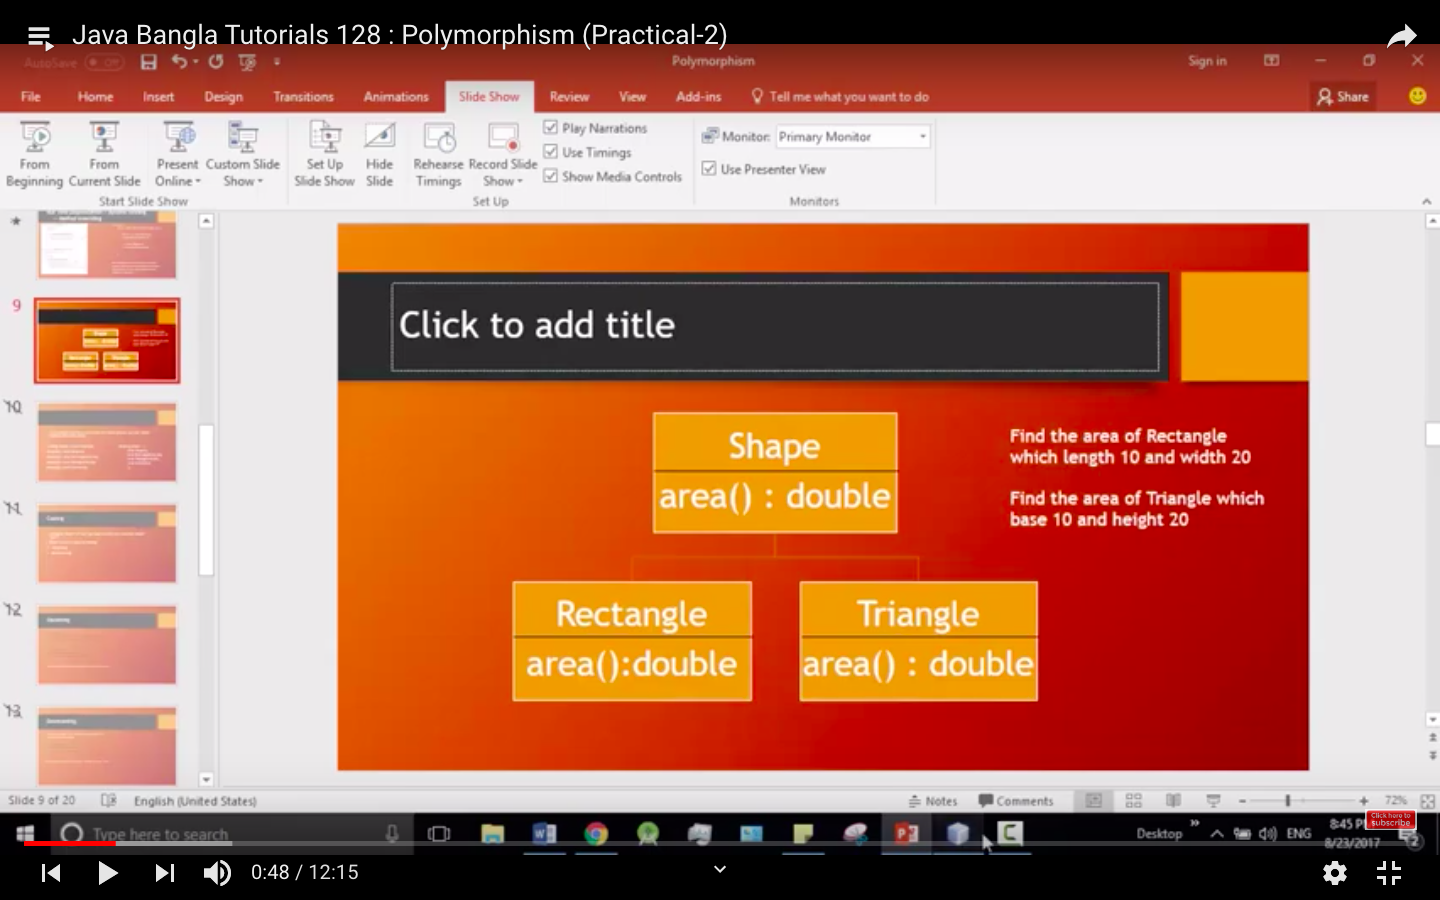 Java Bangla Tutorials 128 : Polymorphism (Practical-2)
AutoSave Off
Polymorphism
Sign in
File Home Insert Design Transitions Animations Slide Show Review View Add-ins Tell me what you want to do Share
From Beginning
From Current Slide
Present Online
Custom Slide Show
Start Slide Show
Set Up Slide Show
Hide Slide
Rehearse Timings
Record Slide Show
Play Narrations
Use Timings
Show Media Controls
Set Up
Monitor: Primary Monitor
Use Presenter View
Monitors
9
10
11
12
13
Click to add title
Shape
area() : double
Rectangle
area():double
Triangle
area() : double
Find the area of Rectangle
which length 10 and width 20
Find the area of Triangle which
base 10 and height 20
Slide 9 of 20 English (United States) Notes Comments 72%
Type here to search
Desktop
ENG
8:45
8/23/2017
Click here to
subscribe
0:48 / 12:15